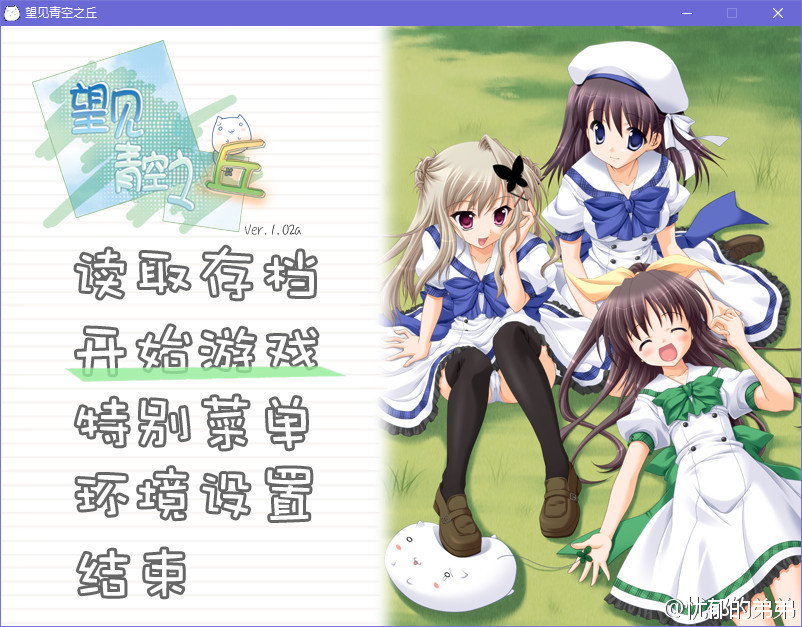 望见青空之丘
望见
青空之丘
Ver.1.02a
读取存档
开始游戏
特别菜单
环境设置
结束
@忧郁的弟弟